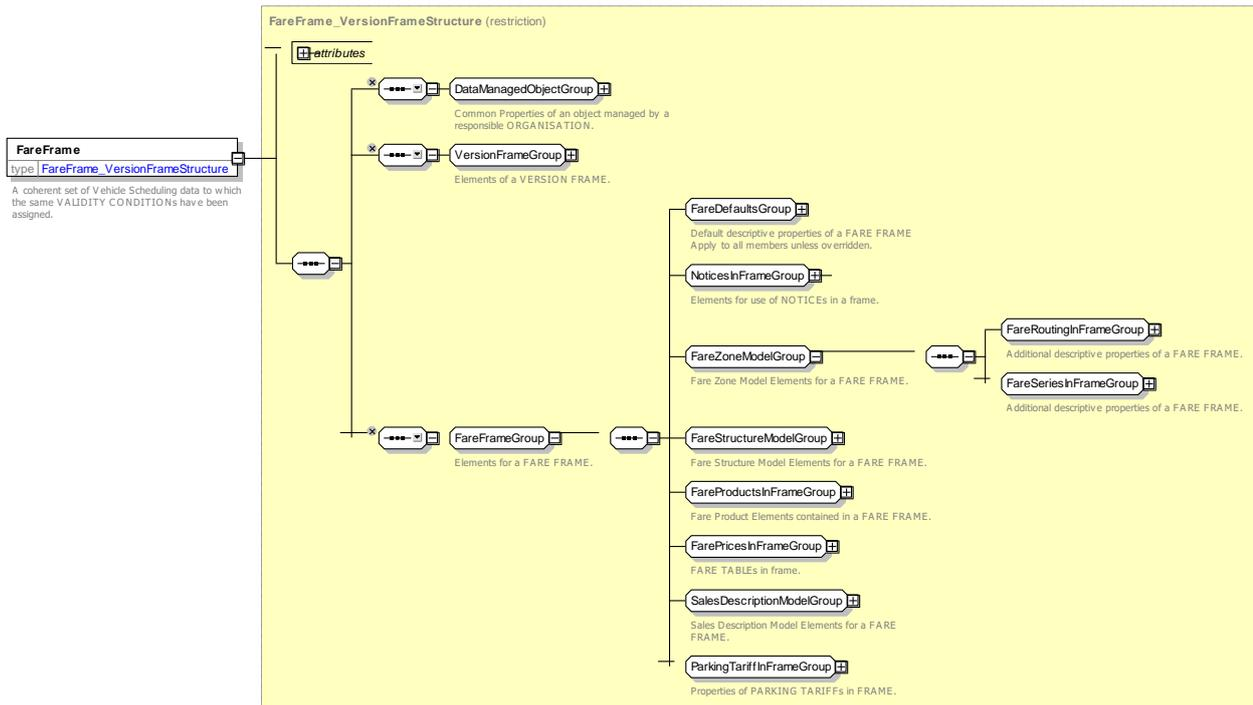 FareFrame_VersionFrameStructure (restriction)
attributes
DataManagedObjectGroup
Common Properties of an object managed by a
responsible ORGANISATION.
FareFrame
type FareFrame_VersionFrameStructure
A coherent set of Vehicle Scheduling data to which
the same VALIDITY CONDITIONs have been
assigned.
VersionFrameGroup
Elements of a VERSION FRAME.
FareDefaultsGroup
Default descriptive properties of a FARE FRAME
Apply to all members unless overridden.
NoticesInFrameGroup
Elements for use of NOTICEs in a frame.
FareZoneModelGroup
Fare Zone Model Elements for a FARE FRAME.
FareRoutingInFrameGroup
Additional descriptive properties of a FARE FRAME.
FareSeriesInFrameGroup
Additional descriptive properties of a FARE FRAME.
FareFrameGroup
Elements for a FARE FRAME.
FareStructureModelGroup
Fare Structure Model Elements for a FARE FRAME.
FareProductsInFrameGroup
Fare Product Elements contained in a FARE FRAME.
FarePricesInFrameGroup
FARE TABLEs in frame.
SalesDescriptionModelGroup
Sales Description Model Elements for a FARE
FRAME.
ParkingTariffInFrameGroup
Properties of PARKING TARIFFs in FRAME.